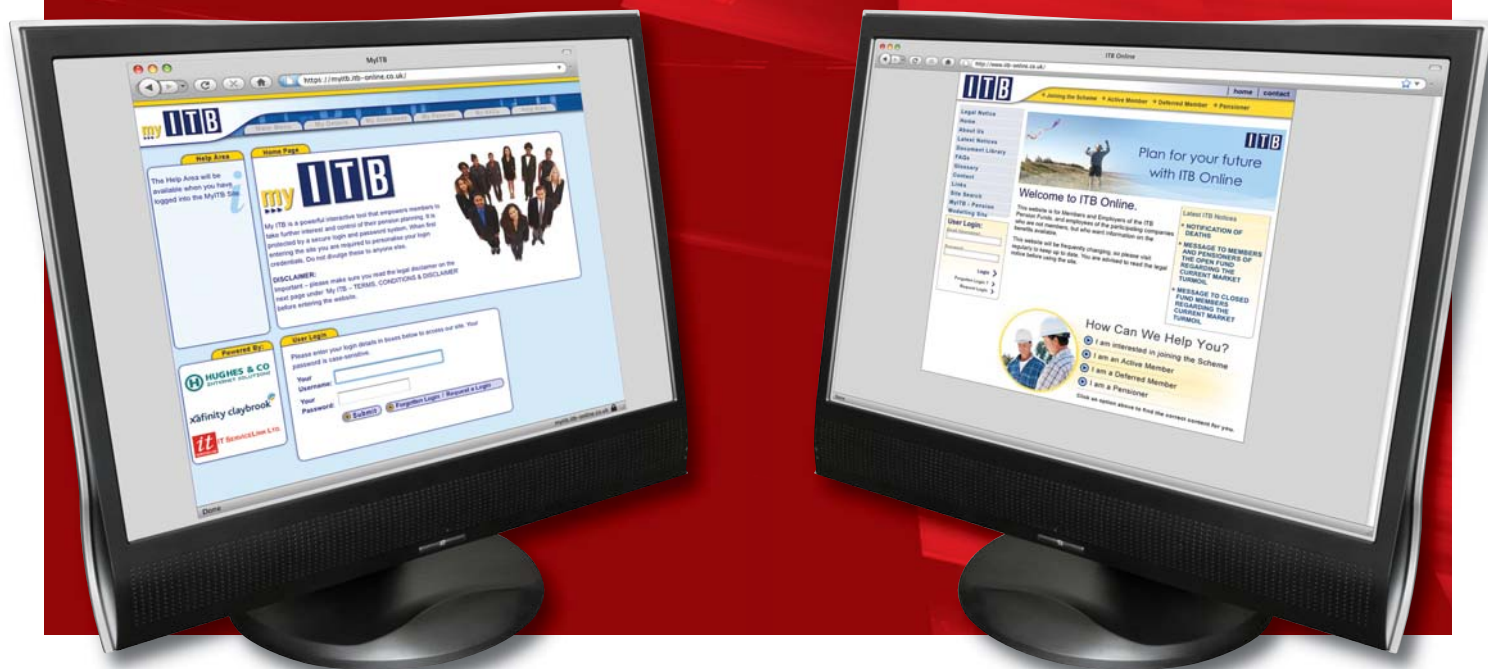 MyITB
https://myitb.itb-online.co.uk/
my ITB
Main Menu
My Details
My Statement
My Pension
Help Area
The Help Area will be
available when you have
logged into the MyITB Site
i
Home Page
my ITB
My ITB is a powerful interactive tool that empowers members to
take further interest and control of their pension planning. It is
protected by a secure login and password system. When first
entering the site you are required to personalise your login
credentials. Do not divulge these to anyone else.
DISCLAIMER:
Important – please make sure you read the legal disclaimer on the
next page under 'My ITB – TERMS, CONDITIONS & DISCLAIMER'
before entering the website.
Powered By:
H HUGHES & CO
INTERNET SOLUTIONS
xafinity claybrook
it IT SERVICELINK LTD.
User Login
Please enter your login details in boxes below to access our site. Your
password is case-sensitive.
Your
Username:
Your
Password:
Submit
Forgotten Login / Request a Login
myitb.itb-online.co.uk
Done
ITB Online
http://www.itb-online.co.uk/
ITB
home contact
Joining the Scheme Active Member Deferred Member Pensioner
Legal Notice
Home
About Us
Latest Notices
Document Library
FAQs
Glossary
Contact
Links
Site Search
MyITB - Pension
Modelling Site
User Login:
Login
Forgotten Login ?
Request Login
ITB
Plan for your future
with ITB Online
Welcome to ITB Online.
This website is for Members and Employers of the ITB
Pension Funds, and employees of the participating companies
who are not members, but who want information on the
benefits available.
This website will be frequently changing, so please visit
regularly to keep up to date. You are advised to read the legal
notice before using the site.
Latest ITB Notices
NOTIFICATION OF
DEATHS
MESSAGE TO MEMBERS
AND PENSIONERS OF
THE OPEN FUND
REGARDING THE
CURRENT MARKET
TURMOIL
MESSAGE TO CLOSED
FUND MEMBERS
REGARDING THE
CURRENT MARKET
TURMOIL
How Can We Help You?
I am interested in joining the Scheme
I am an Active Member
I am a Deferred Member
I am a Pensioner
Click an option above to find the correct content for you.